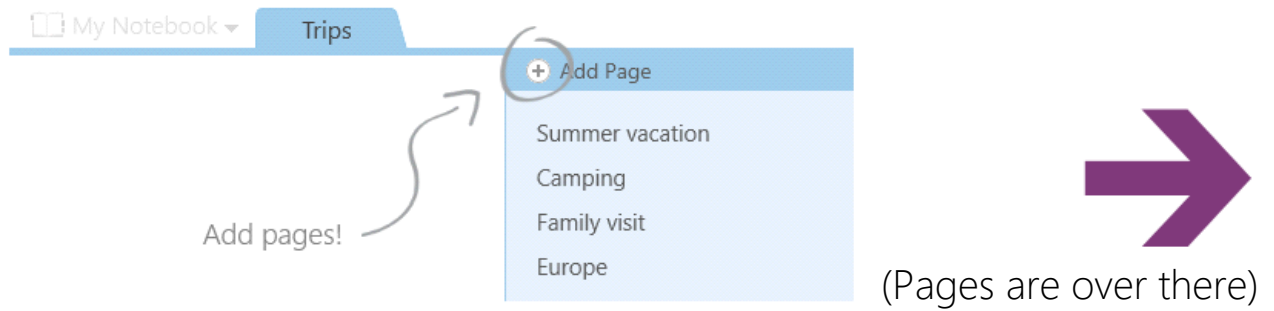 My Notebook
Trips
Add Page
Summer vacation
Camping
Family visit
Europe
Add pages!
(Pages are over there)